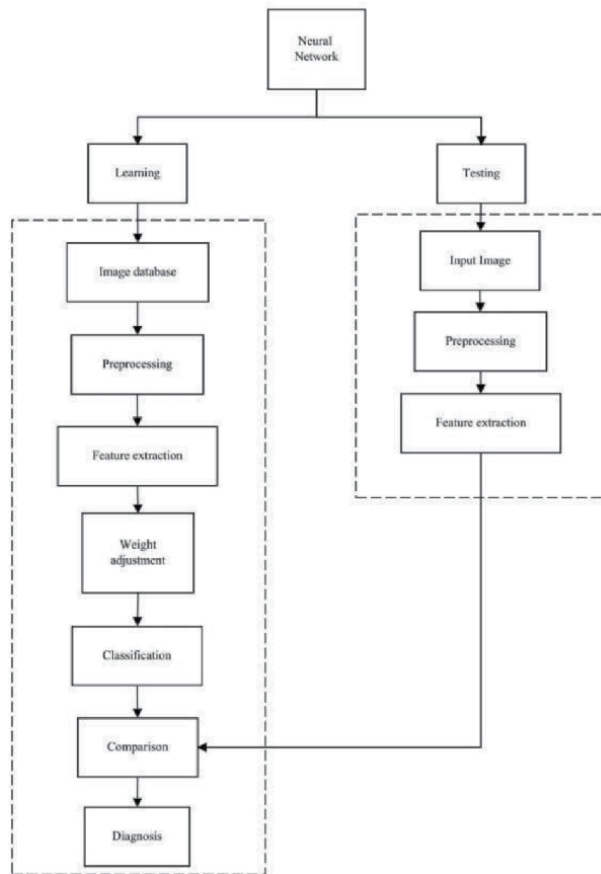 Neural
Network
Learning
Testing
Image database
Preprocessing
Feature extraction
Weight
adjustment
Classification
Comparison
Diagnosis
Input Image
Preprocessing
Feature extraction